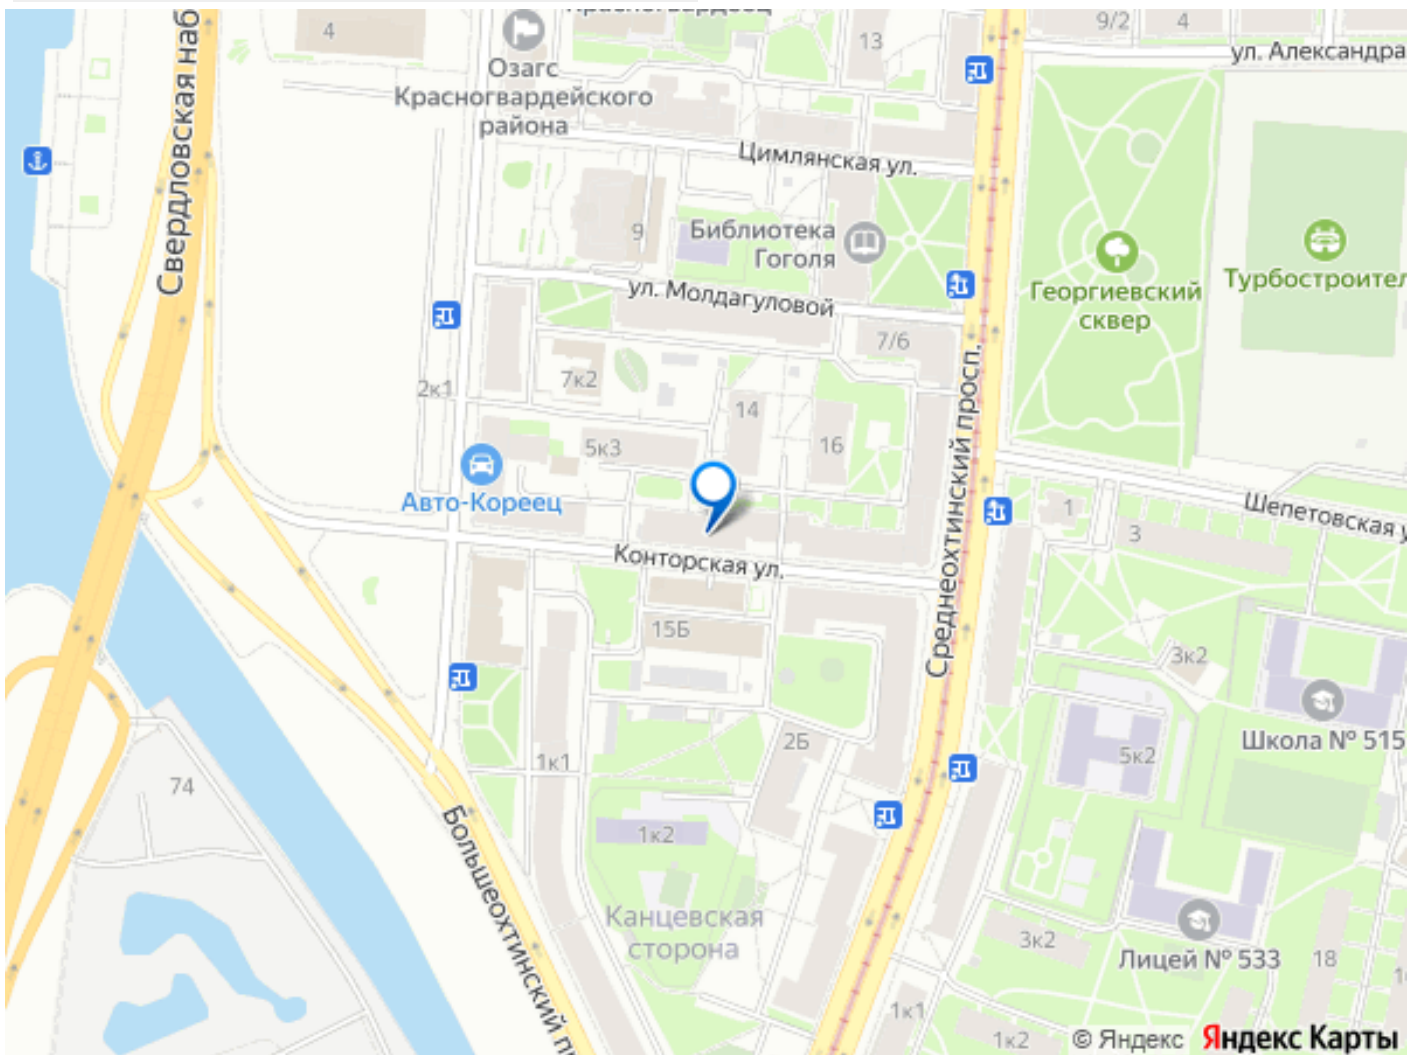 Красногвардеец
4
13
9/2
4
ул. Александра
Озагс
Красногвардейского
района
Свердловская наб
Цимлянская ул.
9
Библиотека
Гоголя
Георгиевский
сквер
Турбостроител
ул. Молдагуловой
7/6
7к2
2к1
14
16
5к3
Авто-Кореец
Среднеохтинский просп.
1
3
Шепетовская у
Конторская ул.
15Б
3к2
Школа № 515
5к2
2Б
1к1
74
1к2
Большеохтинский п
Канцевская
сторона
3к2
Лицей № 533
18
1к1
1к2
© Яндекс Яндекс Карты